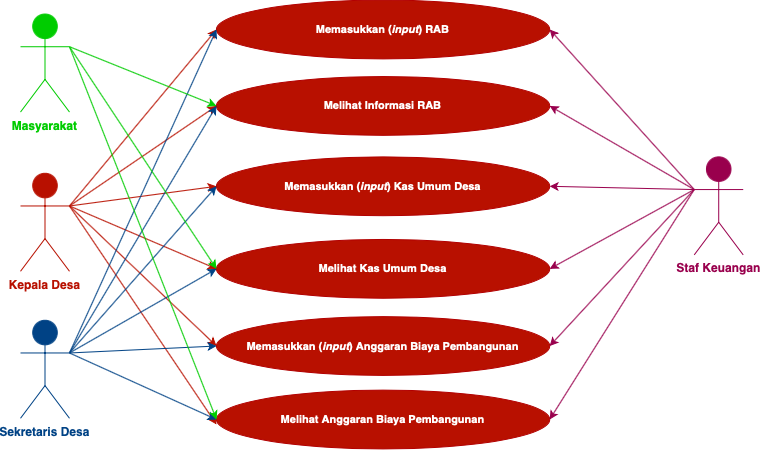 Memasukkan (input) RAB
Masyarakat
Melihat Informasi RAB
Memasukkan (input) Kas Umum Desa
Kepala Desa
Melihat Kas Umum Desa
Staf Keuangan
Memasukkan (input) Anggaran Biaya Pembangunan
Sekretaris Desa
Melihat Anggaran Biaya Pembangunan